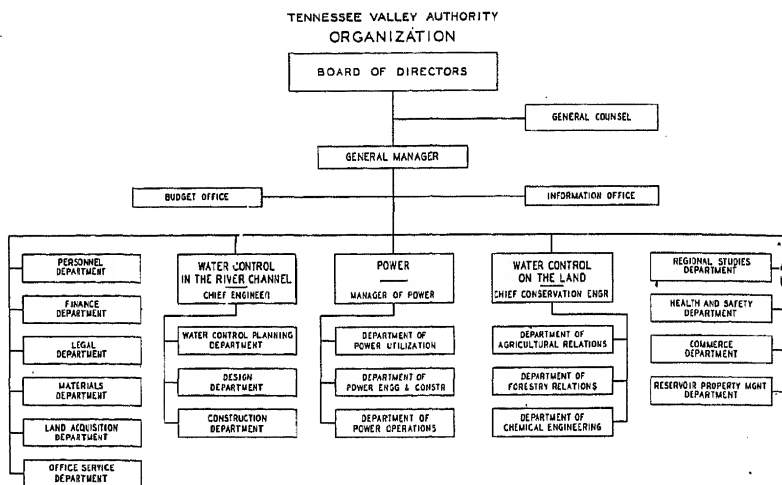 TENNESSEE VALLEY AUTHORITY
ORGANIZATION
BOARD OF DIRECTORS
GENERAL COUNSEL
GENERAL MANAGER
BUDGET OFFICE
INFORMATION OFFICE
PERSONNEL
DEPARTMENT
FINANCE
DEPARTMENT
LEGAL
DEPARTMENT
MATERIALS
DEPARTMENT
LAND ACQUISITION
DEPARTMENT
OFFICE SERVICE
DEPARTMENT
WATER CONTROL
IN THE RIVER CHANNEL
CHIEF ENGINEER
WATER CONTROL PLANNING
DEPARTMENT
DESIGN
DEPARTMENT
CONSTRUCTION
DEPARTMENT
POWER
MANAGER OF POWER
DEPARTMENT OF
POWER UTILIZATION
DEPARTMENT OF
POWER ENGG & CONSTR
DEPARTMENT OF
POWER OPERATIONS
WATER CONTROL
ON THE LAND
CHIEF CONSERVATION ENGR
DEPARTMENT OF
AGRICULTURAL RELATIONS
DEPARTMENT OF
FORESTRY RELATIONS
DEPARTMENT OF
CHEMICAL ENGINEERING
REGIONAL STUDIES
DEPARTMENT
HEALTH AND SAFETY
DEPARTMENT
COMMERCE
DEPARTMENT
RESERVOIR PROPERTY MGNT
DEPARTMENT